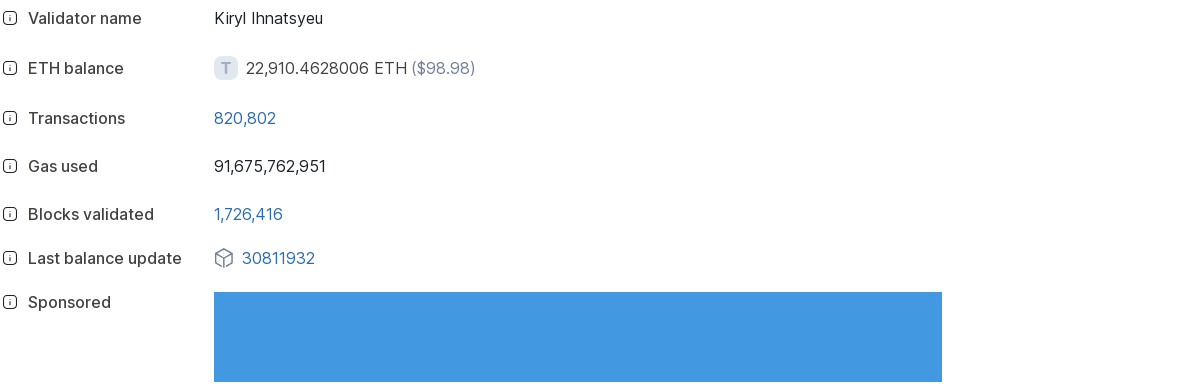 Validator name Kiryl Ihnatsyeu
ETH balance T 22,910.4628006 ETH ($98.98)
Transactions 820,802
Gas used 91,675,762,951
Blocks validated 1,726,416
Last balance update 30811932
Sponsored